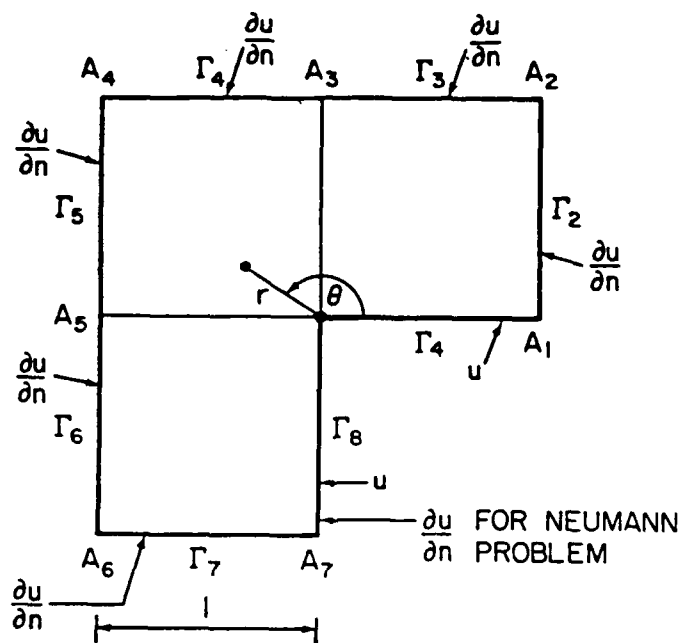 ∂u/∂n ∂u/∂n
A₄ Γ₄ A₃ Γ₃ A₂
∂u/∂n
Γ₅ Γ₂
∂u/∂n
r θ
A₅ Γ₄ A₁
u
∂u/∂n
Γ₆ Γ₈
u
∂u/∂n FOR NEUMANN
PROBLEM
A₆ Γ₇ A₇
∂u/∂n
1